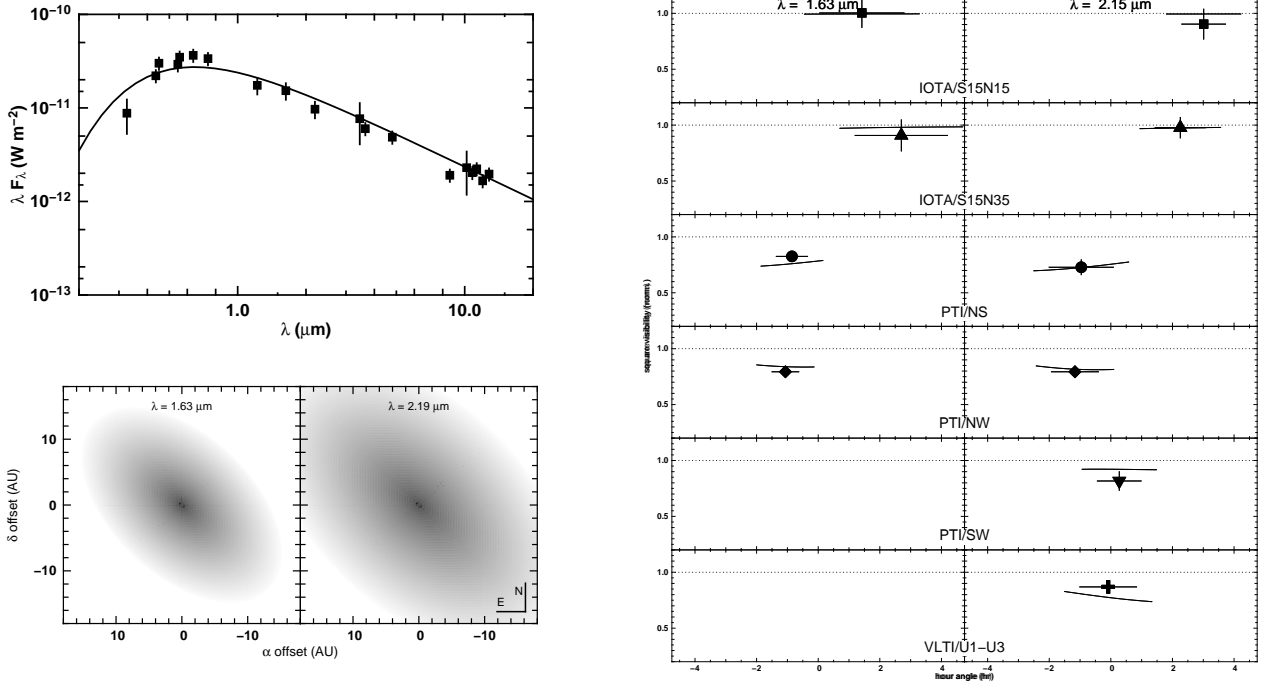 10−10
10−11
10−12
10−13
λ Fλ (W m−2)
1.0 10.0
λ (μm)
λ = 1.63 μm λ = 2.19 μm
10
0
−10
δ offset (AU)
N
E
10 0 −10 10 0 −10
α offset (AU)
λ = 1.63 μm λ = 2.15 μm
1.0
0.5
IOTA/S15N15
1.0
0.5
IOTA/S15N35
1.0
0.5
PTI/NS
square visibility (norm.)
1.0
0.5
PTI/NW
1.0
0.5
PTI/SW
1.0
0.5
VLTI/U1−U3
−4 −2 0 2 4 −4 −2 0 2 4
hour angle (hr)